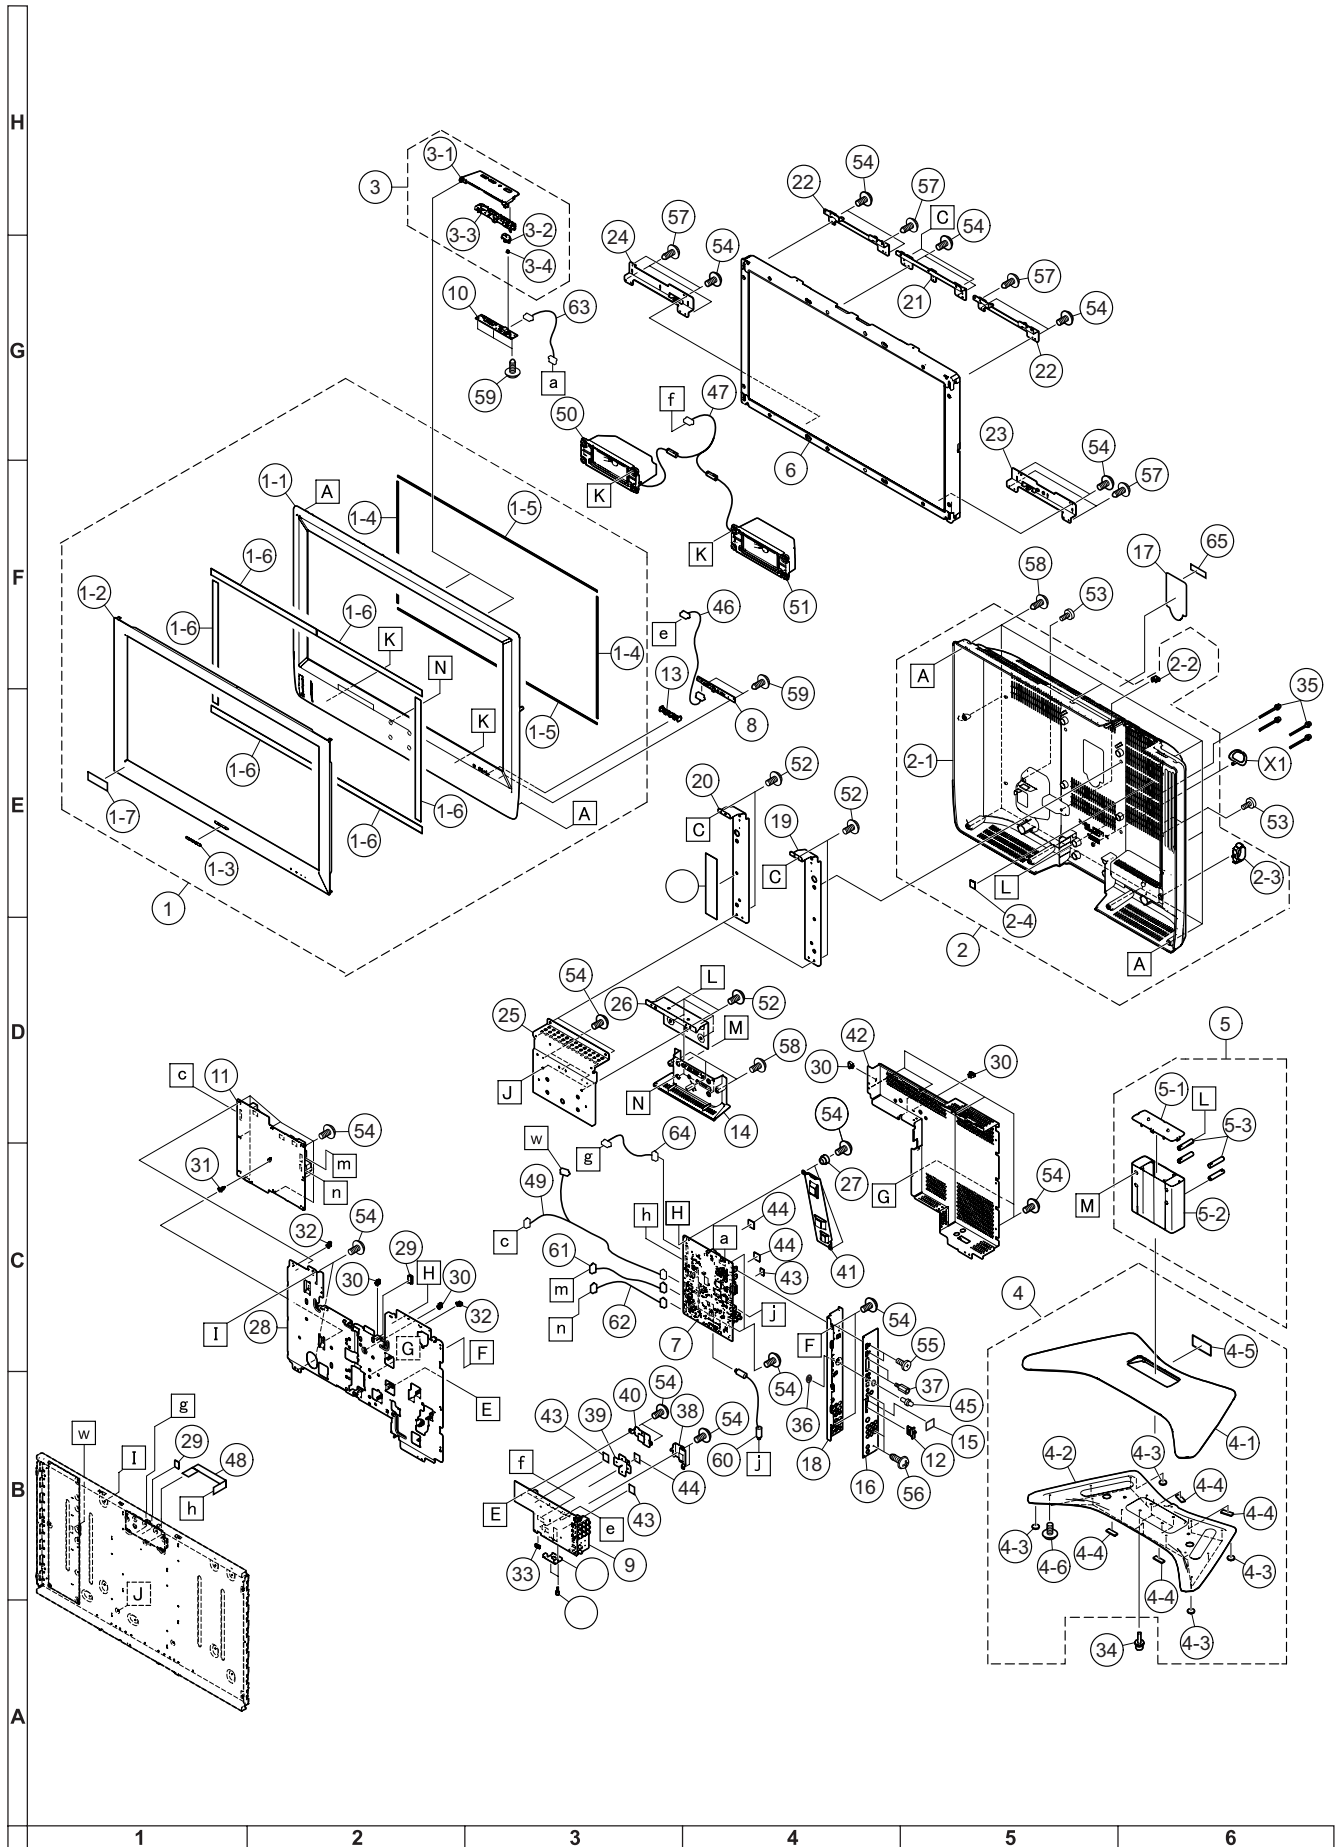 H
3-1
3
3-3
3-2
3-4
10
63
59
a
54
22
57
C
54
57
24
54
21
57
54
22
G
50
f
47
6
23
54
57
K
K
51
1-1
A
1-4
1-5
1-6
1-2
1-6
1-6
K
N
1-4
46
e
F
17
65
58
53
2-2
A
13
59
8
K
1-5
35
2-1
X1
1-6
1-7
1-6
1-6
A
E
20
52
C
19
52
C
53
L
2-3
2-4
1-3
1
2
A
54
L
26
52
25
M
58
J
N
14
D
42
30
30
5
5-1
L
5-3
M
5-2
c
11
54
31
m
n
w
g
64
54
27
G
54
49
h
H
44
c
a
61
44
43
41
m
n
62
j
32
54
29
30
H
30
32
C
I
28
G
F
7
54
F
54
55
4
4-5
E
37
45
40
54
38
54
43
39
36
15
60
j
18
12
16
56
4-1
4-2
4-3
4-4
4-4
g
w
29
I
48
h
B
f
E
44
43
e
33
9
4-3
4-6
4-4
4-4
4-3
J
34
4-3
A
1
2
3
4
5
6